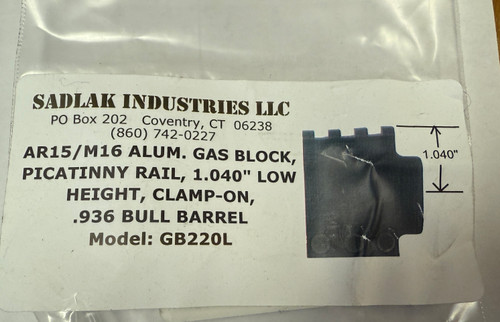 SADLAK INDUSTRIES LLC
PO Box 202 Coventry, CT 06238
(860) 742-0227
AR15/M16 ALUM. GAS BLOCK,
PICATINNY RAIL, 1.040" LOW
HEIGHT, CLAMP-ON,
.936 BULL BARREL
Model: GB220L
1.040"